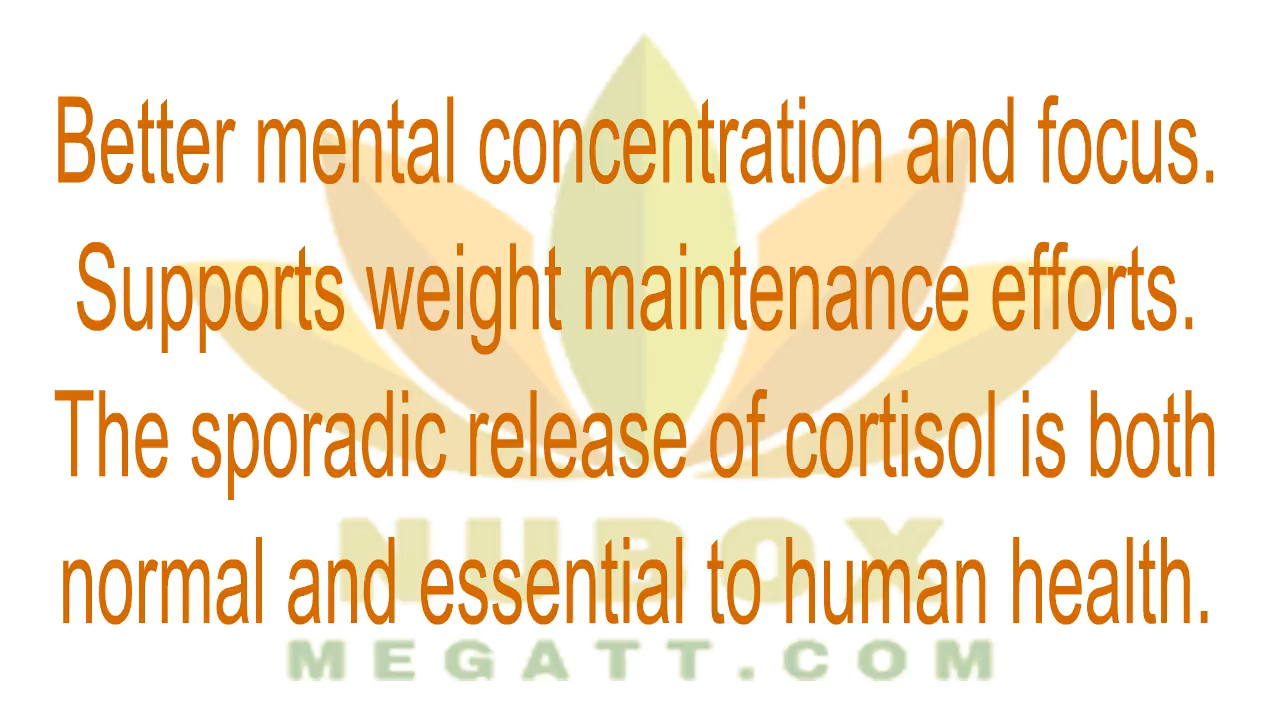 Better mental concentration and focus.
Supports weight maintenance efforts.
The sporadic release of cortisol is both
normal and essential to human health.
NUBOX
MEGATT.COM